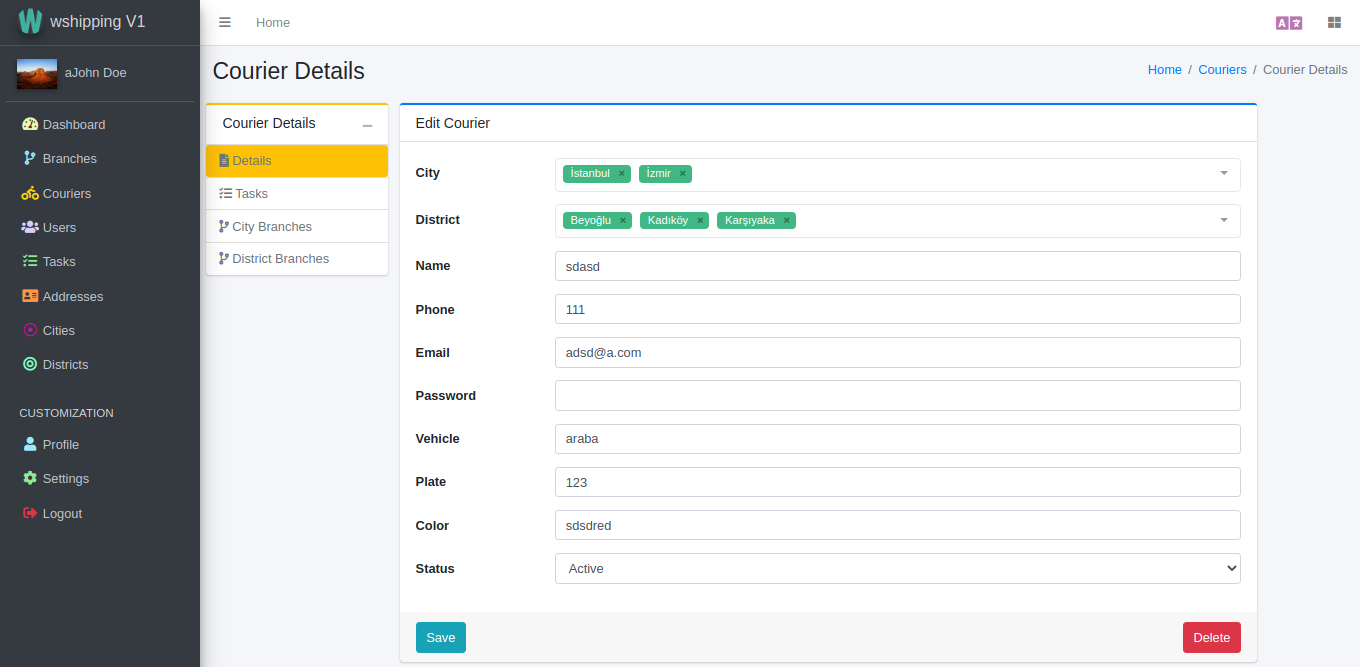 wshipping V1
Home
aJohn Doe
Dashboard
Branches
Couriers
Users
Tasks
Addresses
Cities
Districts
CUSTOMIZATION
Profile
Settings
Logout
Courier Details
Home / Couriers / Courier Details
Courier Details
Details
Tasks
City Branches
District Branches
Edit Courier
City İstanbul × İzmir ×
District Beyoğlu × Kadıköy × Karşıyaka ×
Name sdasd
Phone 111
Email adsd@a.com
Password
Vehicle araba
Plate 123
Color sdsdred
Status Active
Save Delete